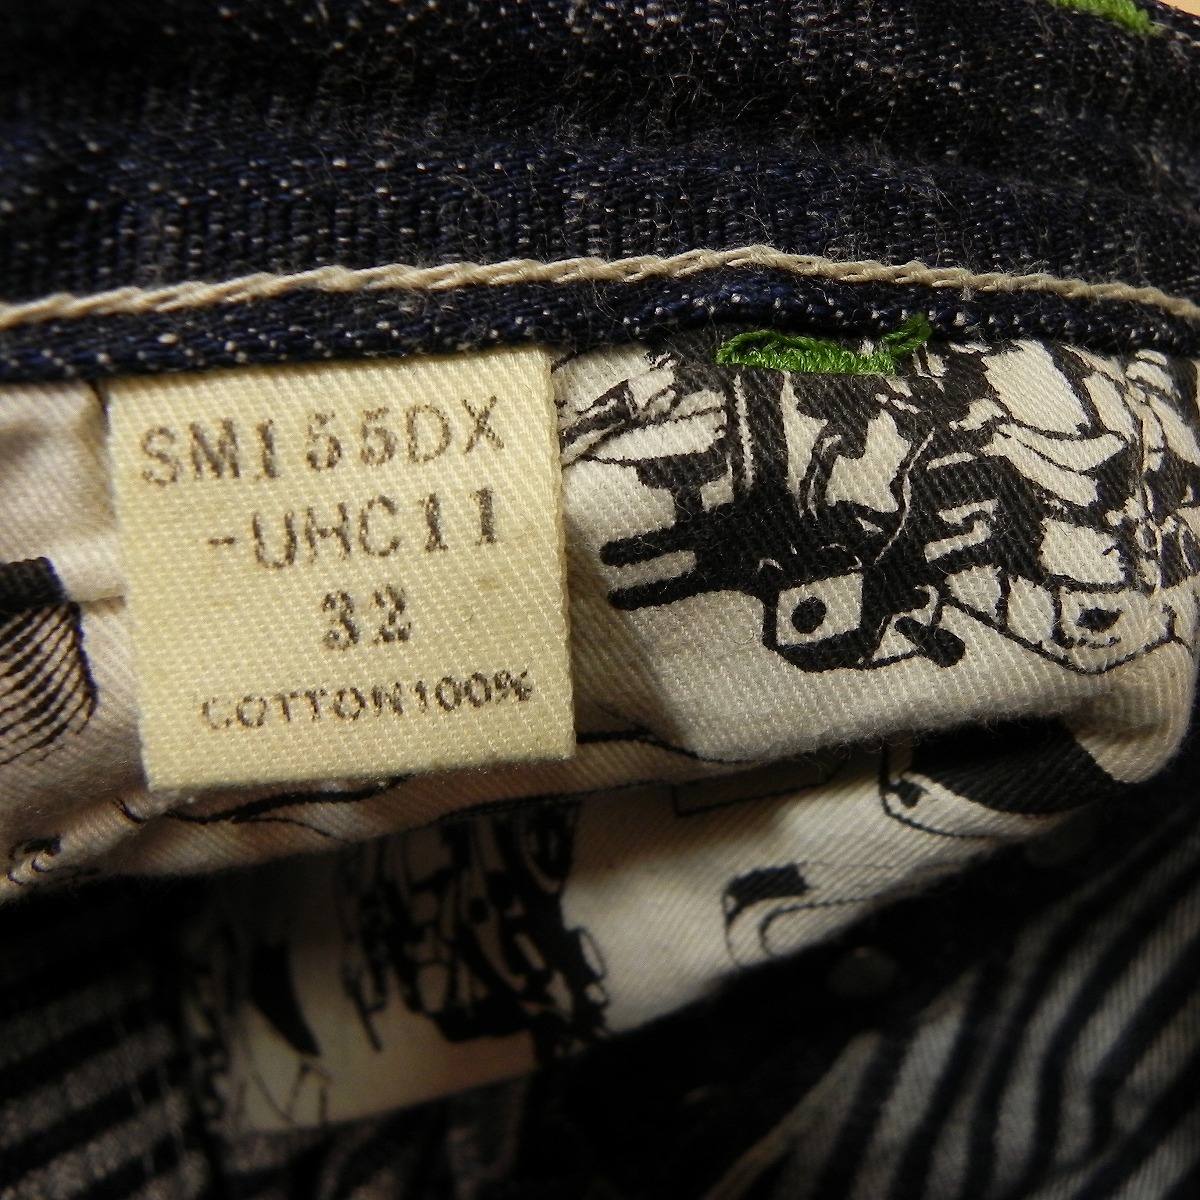 SM155DX
-UHC11
32
COTTON100%